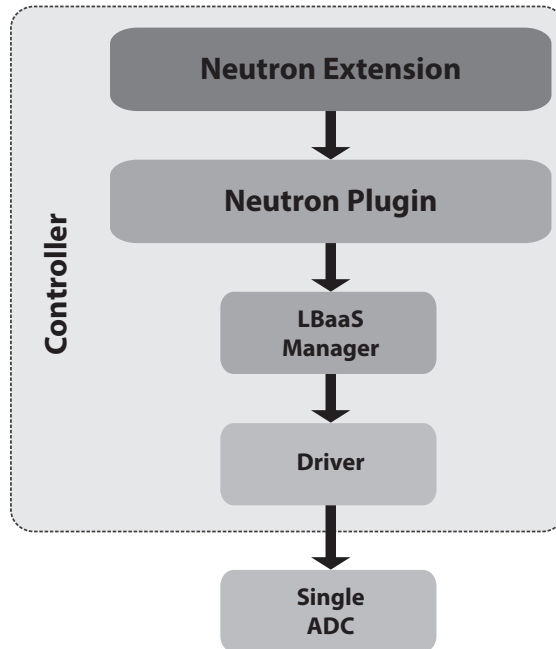 Neutron Extension
Neutron Plugin
Controller
LBaaS
Manager
Driver
Single
ADC